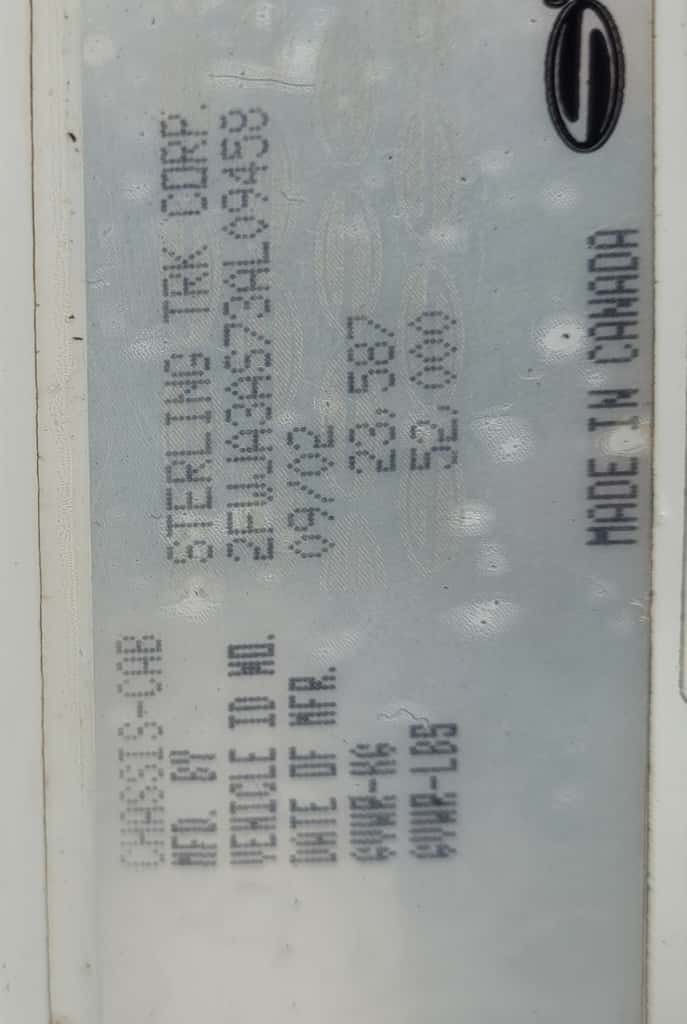 CHASSIS-CAB
MFD. BY STERLING TRK CORP.
VEHICLE ID NO. 2FWJA3AS73AL09458
DATE OF MFR. 09/02
GVWR-KG 23,587
GVWR-LBS 52,000
MADE IN CANADA